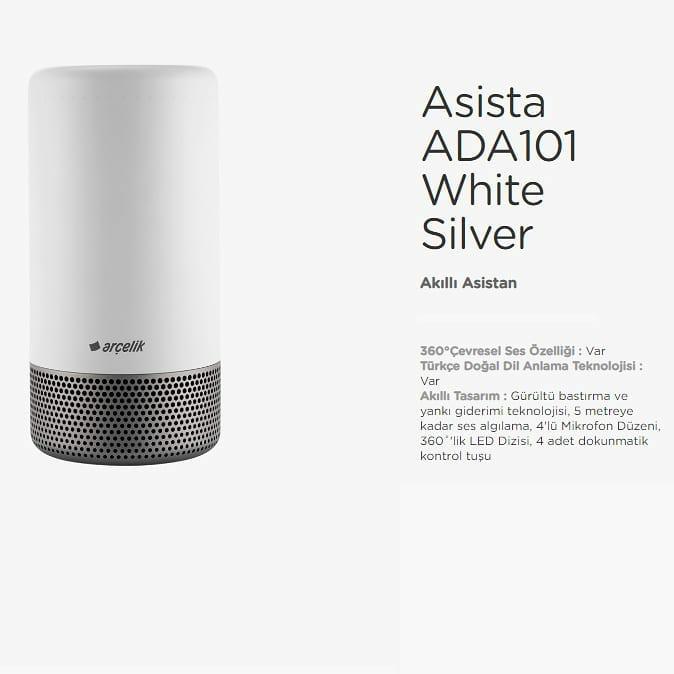 Asista
ADA101
White
Silver
Akıllı Asistan
360°Çevresel Ses Özelliği : Var
Türkçe Doğal Dil Anlama Teknolojisi :
Var
Akıllı Tasarım : Gürültü bastırma ve
yankı giderimi teknolojisi, 5 metreye
kadar ses algılama, 4'lü Mikrofon Düzeni,
360˚'lik LED Dizisi, 4 adet dokunmatik
kontrol tuşu
arçelik